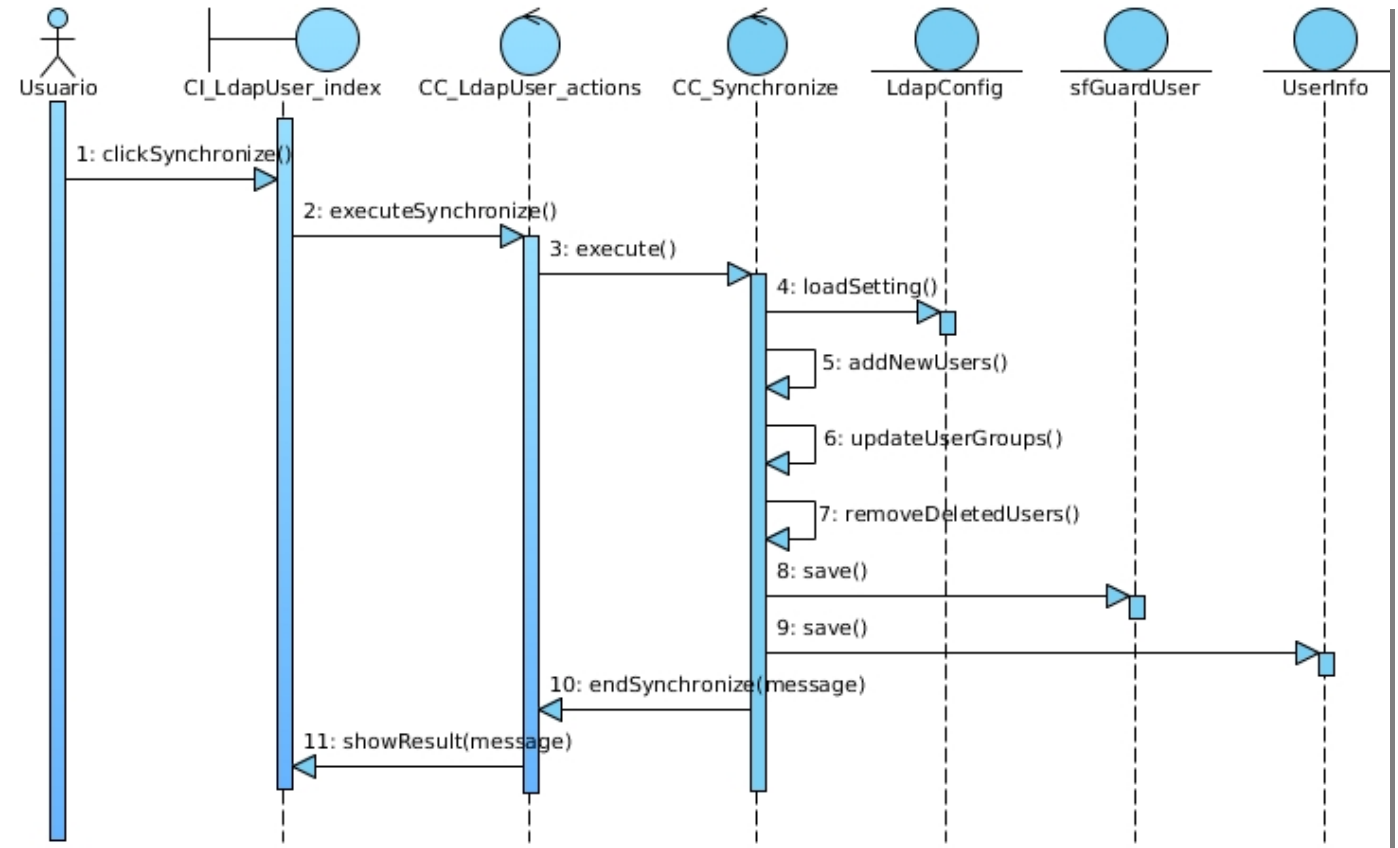 Usuario
CI_LdapUser_index
CC_LdapUser_actions
CC_Synchronize
LdapConfig
sfGuardUser
UserInfo
1: clickSynchronize()
2: executeSynchronize()
3: execute()
4: loadSetting()
5: addNewUsers()
6: updateUserGroups()
7: removeDeletedUsers()
8: save()
9: save()
10: endSynchronize(message)
11: showResult(message)